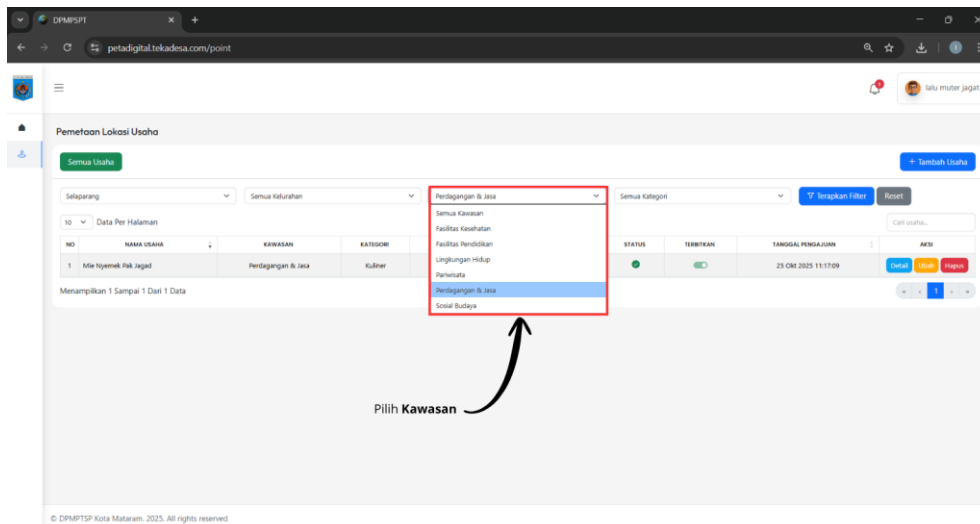 DPMPSPT
petadigital.tekadesa.com/point
lalu muter jagat
Pemetaan Lokasi Usaha
Semua Usaha
+ Tambah Usaha
Selaparang
Semua Kelurahan
Perdagangan & Jasa
Semua Kategori
Terapkan Filter
Reset
Semua Kawasan
Fasilitas Kesehatan
Fasilitas Pendidikan
Lingkungan Hidup
Pariwisata
Perdagangan & Jasa
Sosial Budaya
10 Data Per Halaman
Cari usaha...
NO NAMA USAHA KAWASAN KATEGORI STATUS TERBITKAN TANGGAL PENGAJUAN AKSI
1 Mie Nyemek Pak Jagad Perdagangan & Jasa Kuliner 23 Okt 2025 11:17:09 Detail Ubah Hapus
Menampilkan 1 Sampai 1 Dari 1 Data
« ‹ 1 › »
Pilih Kawasan
© DPMPTSP Kota Mataram. 2025. All rights reserved